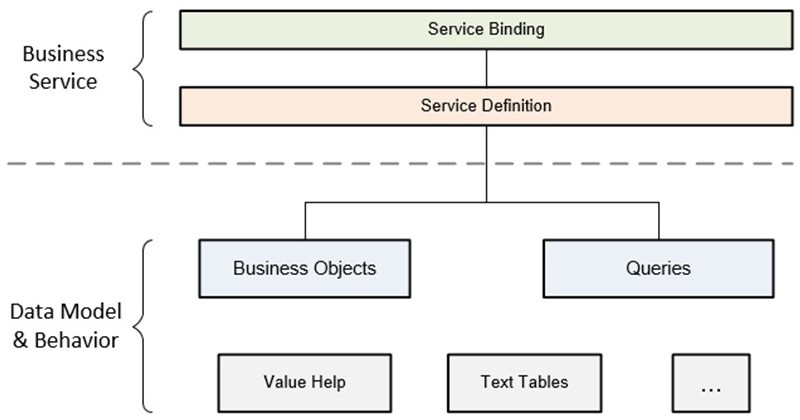 Business
Service
Service Binding
Service Definition
Data Model
& Behavior
Business Objects
Queries
Value Help
Text Tables
...